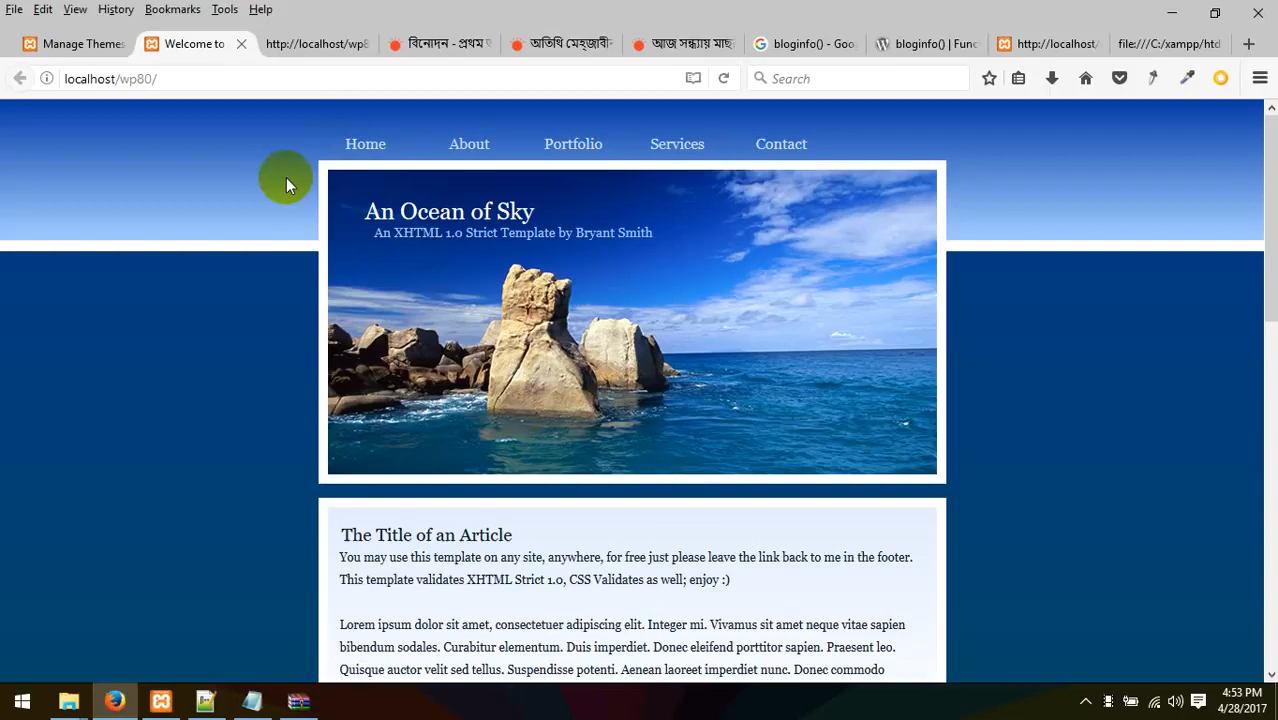 File Edit View History Bookmarks Tools Help
Manage Themes
Welcome to
http://localhost/wp8
বিনোদন - প্রথম
অতিথি মেহ্জাবীন
আজ সন্ধ্যায় মাছ
bloginfo() - Goo
bloginfo() | Func
http://localhost/
file:///C:/xampp/htd
localhost/wp80/
Search
Home About Portfolio Services Contact
An Ocean of Sky
An XHTML 1.0 Strict Template by Bryant Smith
The Title of an Article
You may use this template on any site, anywhere, for free just please leave the link back to me in the footer.
This template validates XHTML Strict 1.0, CSS Validates as well; enjoy :)
Lorem ipsum dolor sit amet, consectetuer adipiscing elit. Integer mi. Vivamus sit amet neque vitae sapien
bibendum sodales. Curabitur elementum. Duis imperdiet. Donec eleifend porttitor sapien. Praesent leo.
Quisque auctor velit sed tellus. Suspendisse potenti. Aenean laoreet imperdiet nunc. Donec commodo
4:53 PM
4/28/2017